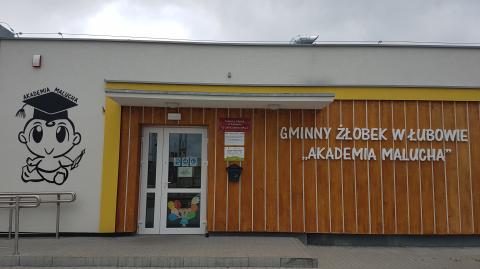 AKADEMIA MALUCHA
GMINNY ŻŁOBEK W ŁUBOWIE
„AKADEMIA MALUCHA”